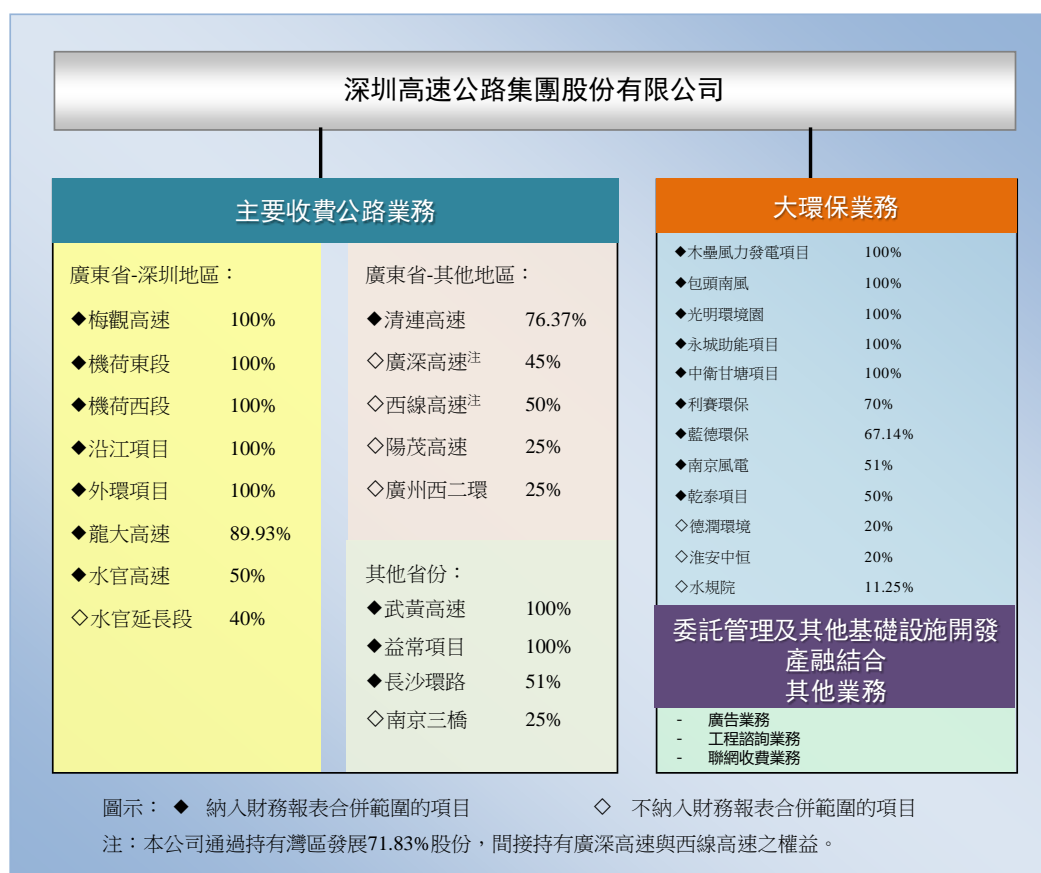 深圳高速公路集團股份有限公司
主要收費公路業務
廣東省-深圳地區：
◆梅觀高速 100%
◆機荷東段 100%
◆機荷西段 100%
◆沿江項目 100%
◆外環項目 100%
◆龍大高速 89.93%
◆水官高速 50%
◇水官延長段 40%
廣東省-其他地區：
◆清連高速 76.37%
◇廣深高速注 45%
◇西線高速注 50%
◇陽茂高速 25%
◇廣州西二環 25%
其他省份：
◆武黃高速 100%
◆益常項目 100%
◆長沙環路 51%
◇南京三橋 25%
大環保業務
◆木壘風力發電項目 100%
◆包頭南風 100%
◆光明環境園 100%
◆永城助能項目 100%
◆中衛甘塘項目 100%
◆利賽環保 70%
◆藍德環保 67.14%
◆南京風電 51%
◆乾泰項目 50%
◇德潤環境 20%
◇淮安中恒 20%
◇水規院 11.25%
委託管理及其他基礎設施開發
產融結合
其他業務
- 廣告業務
- 工程諮詢業務
- 聯網收費業務
圖示：◆ 納入財務報表合併範圍的項目 ◇ 不納入財務報表合併範圍的項目
注：本公司通過持有灣區發展71.83%股份，間接持有廣深高速與西線高速之權益。